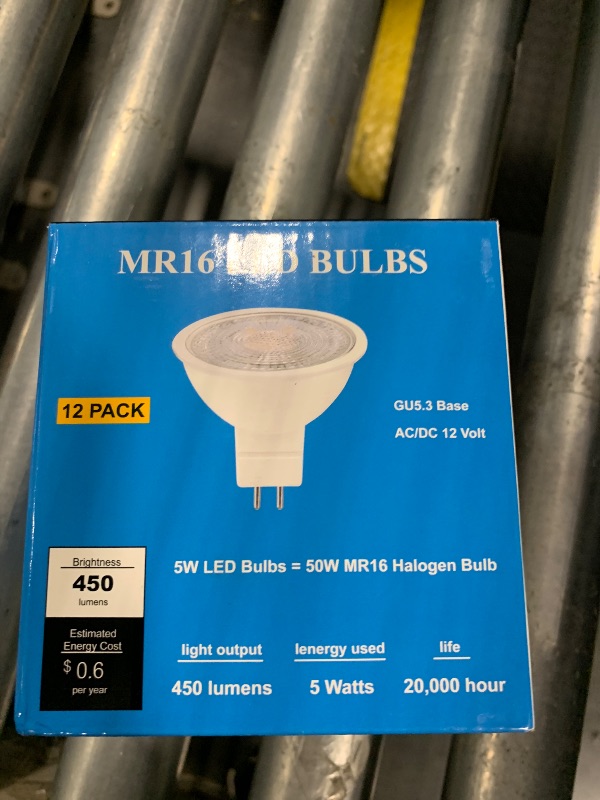 MR16 LED BULBS
12 PACK
GU5.3 Base
AC/DC 12 Volt
5W LED Bulbs = 50W MR16 Halogen Bulb
Brightness
450
lumens
Estimated
Energy Cost
$ 0.6
per year
light output
lenergy used
life
450 lumens
5 Watts
20,000 hour